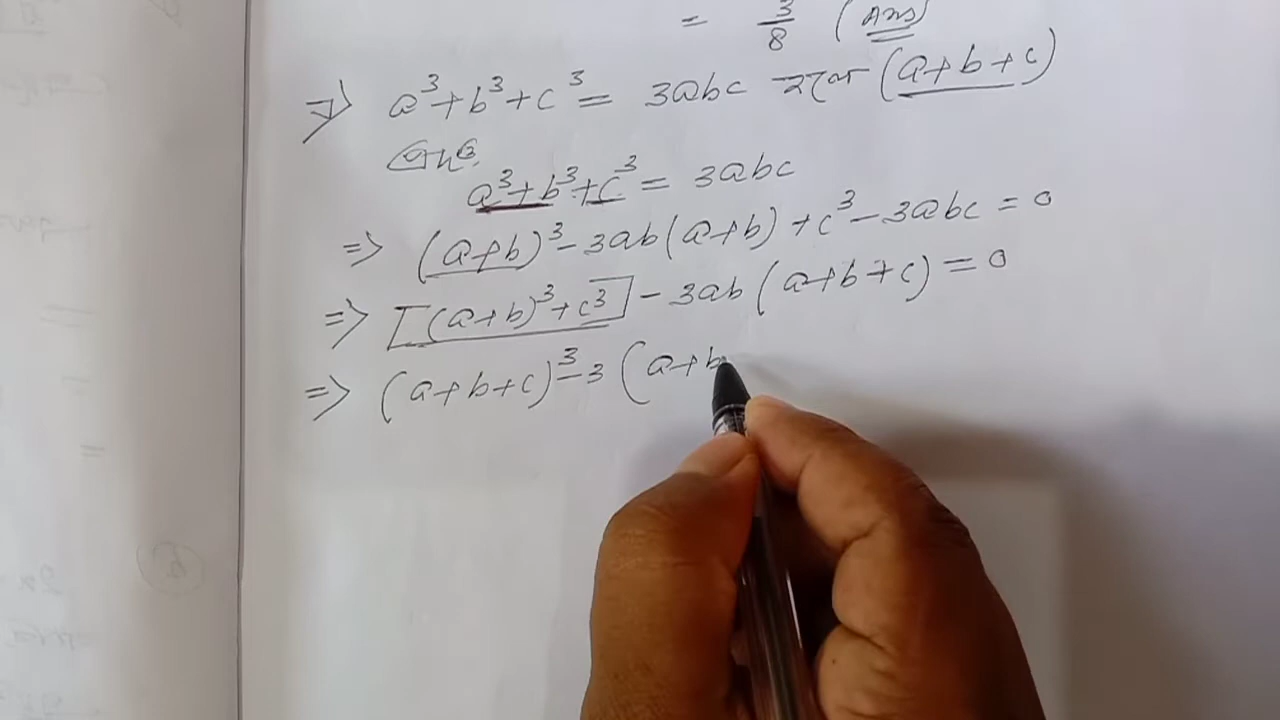 = 3/8 (Ans)
⇒ a³+b³+c³ = 3abc হলে (a+b+c)
a³+b³+c³ = 3abc
⇒ (a+b)³-3ab(a+b)+c³-3abc = 0
⇒ [(a+b)³+c³]-3ab(a+b+c) = 0
⇒ (a+b+c)³-3(a+b